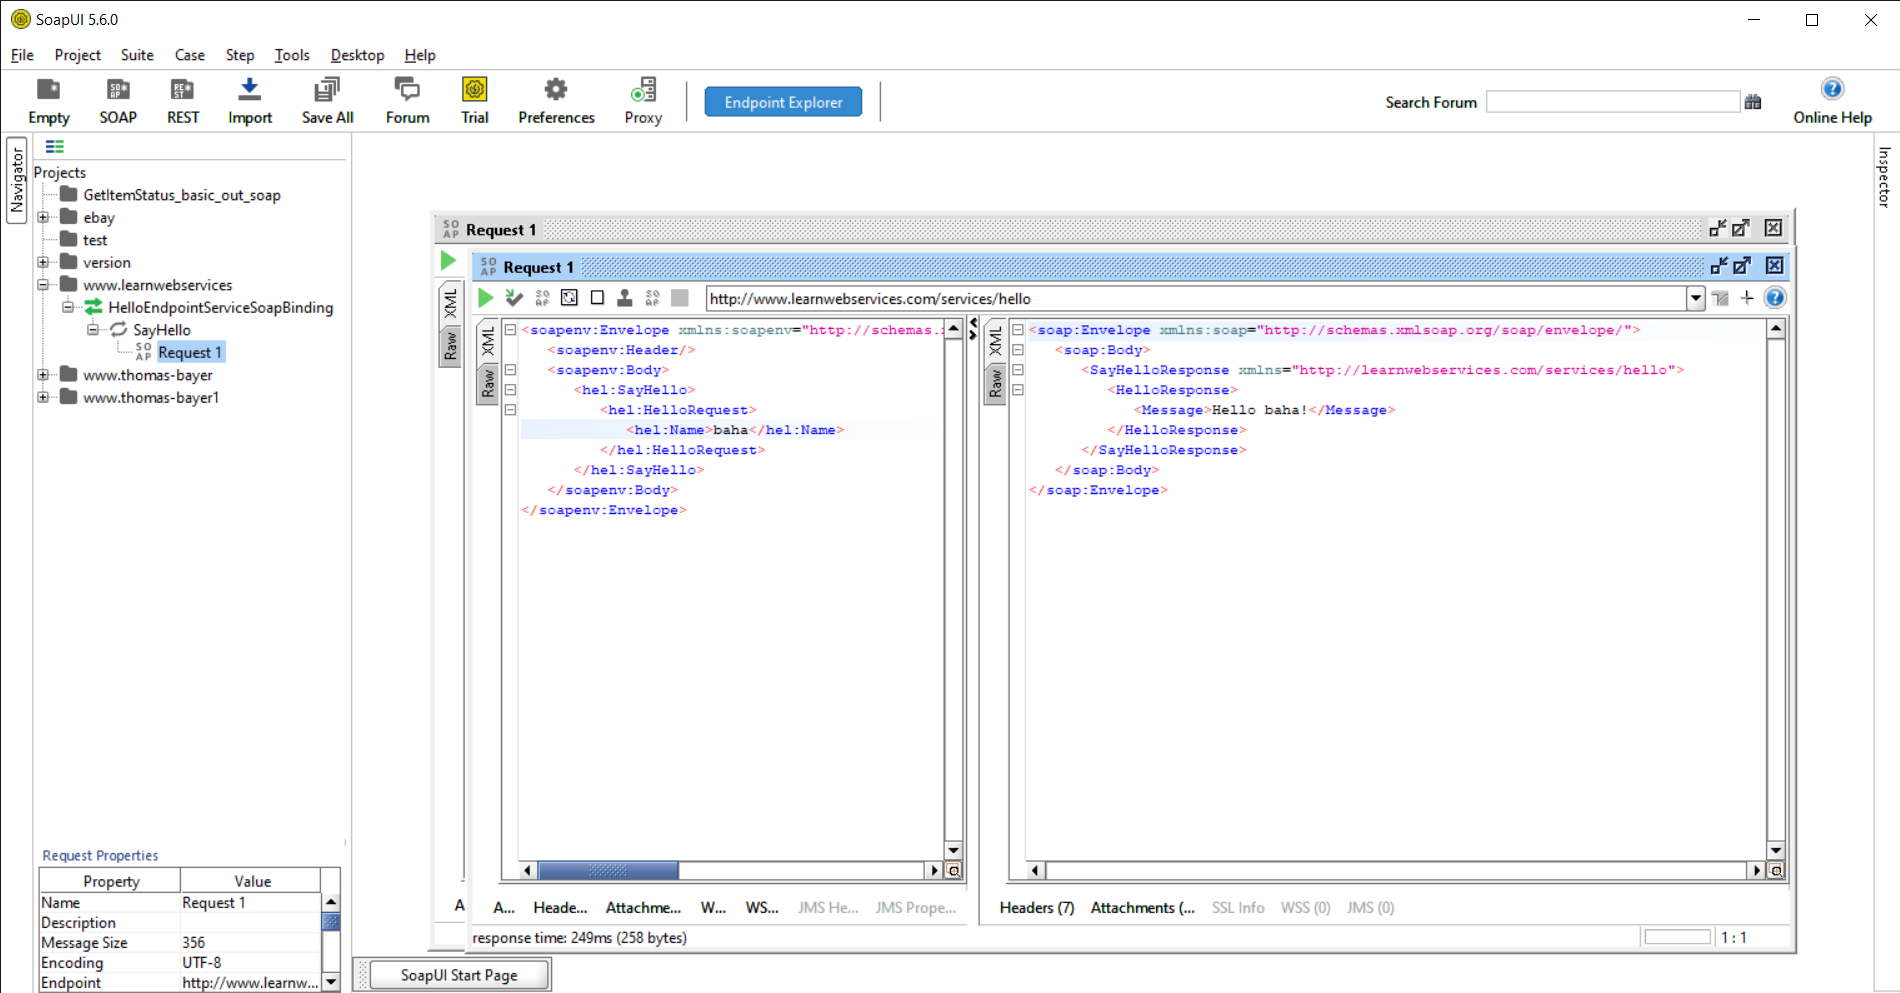 SoapUI 5.6.0
File Project Suite Case Step Tools Desktop Help
Empty SOAP REST Import Save All Forum Trial Preferences Proxy
Endpoint Explorer
Search Forum
Online Help
Navigator
Inspector
Projects
GetItemStatus_basic_out_soap
ebay
test
version
www.learnwebservices
HelloEndpointServiceSoapBinding
SayHello
Request 1
www.thomas-bayer
www.thomas-bayer1
Request 1
XML
Raw
Request 1
http://www.learnwebservices.com/services/hello
XML
Raw
<soapenv:Envelope xmlns:soapenv="http://schemas.
<soapenv:Header/>
<soapenv:Body>
<hel:SayHello>
<hel:HelloRequest>
<hel:Name>baha</hel:Name>
</hel:HelloRequest>
</hel:SayHello>
</soapenv:Body>
</soapenv:Envelope>
XML
Raw
<soap:Envelope xmlns:soap="http://schemas.xmlsoap.org/soap/envelope/">
<soap:Body>
<SayHelloResponse xmlns="http://learnwebservices.com/services/hello">
<HelloResponse>
<Message>Hello baha!</Message>
</HelloResponse>
</SayHelloResponse>
</soap:Body>
</soap:Envelope>
A
A... Heade... Attachme... W... WS... JMS He... JMS Prope...
Headers (7) Attachments (... SSL Info WSS (0) JMS (0)
response time: 249ms (258 bytes)
1 : 1
Request Properties
Property Value
Name Request 1
Description
Message Size 356
Encoding UTF-8
Endpoint http://www.learnw...
SoapUI Start Page